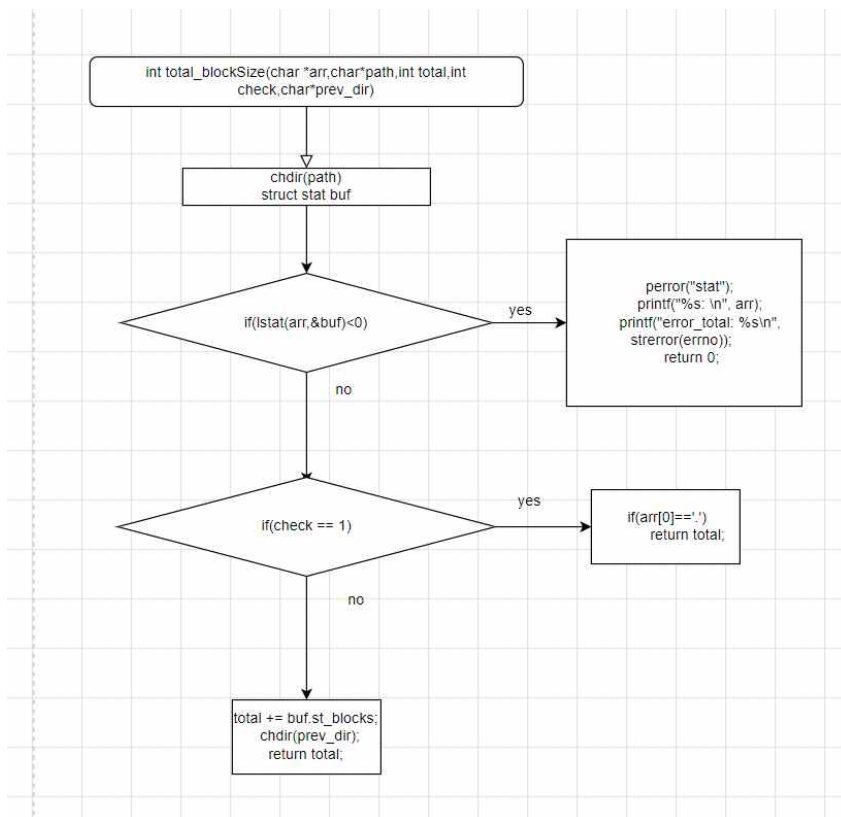 int total_blockSize(char *arr,char*path,int total,int
check,char*prev_dir)
chdir(path)
struct stat buf
if(lstat(arr,&buf)<0)
yes
perror("stat");
printf("%s: \n", arr);
printf("error_total: %s\n",
strerror(errno));
return 0;
no
if(check == 1)
yes
if(arr[0]=='.')
return total;
no
total += buf.st_blocks;
chdir(prev_dir);
return total;